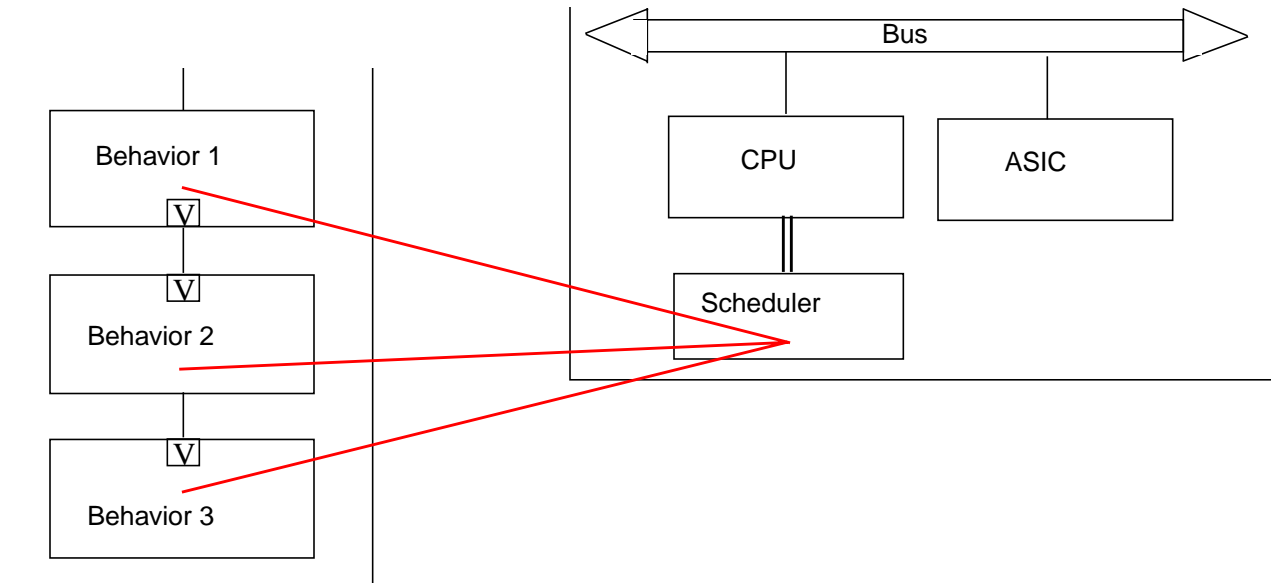 Bus
Behavior 1
V
V
Behavior 2
V
Behavior 3
CPU
ASIC
Scheduler